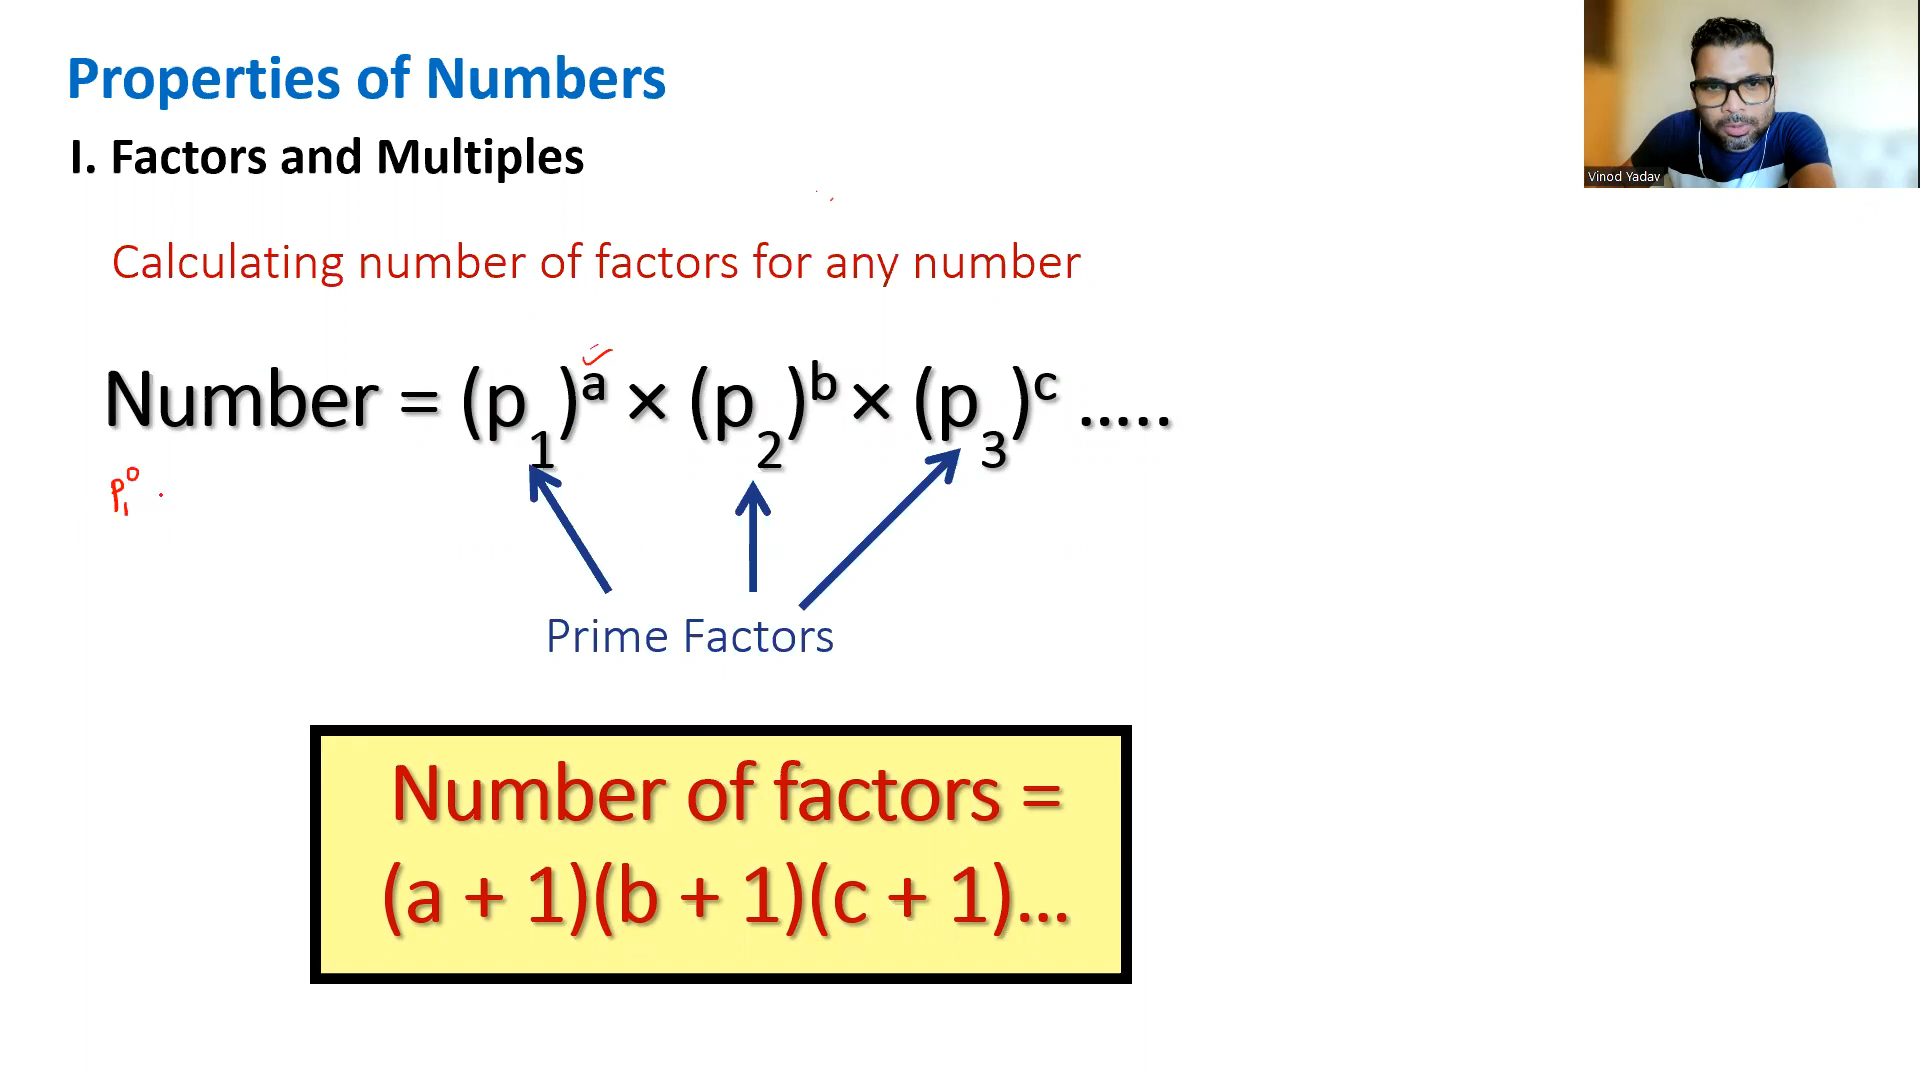 Properties of Numbers
I. Factors and Multiples
Vinod Yadav
Calculating number of factors for any number
Number = (p₁)ᵃ × (p₂)ᵇ × (p₃)ᶜ .....
p₁⁰ .
Prime Factors
Number of factors =
(a + 1)(b + 1)(c + 1)...